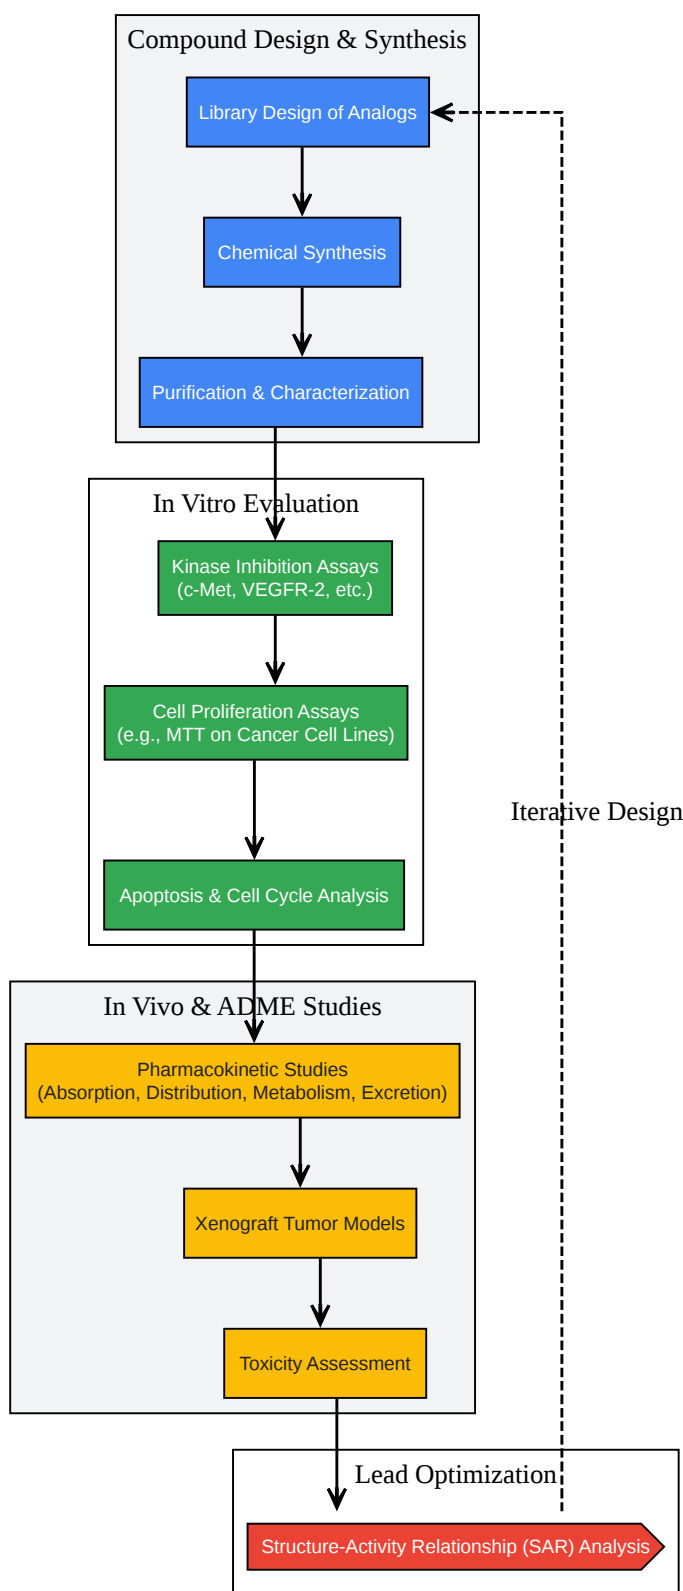 Compound Design & Synthesis
Library Design of Analogs
Chemical Synthesis
Purification & Characterization
In Vitro Evaluation
Kinase Inhibition Assays
(c-Met, VEGFR-2, etc.)
Cell Proliferation Assays
(e.g., MTT on Cancer Cell Lines)
Iterative Design
Apoptosis & Cell Cycle Analysis
In Vivo & ADME Studies
Pharmacokinetic Studies
(Absorption, Distribution, Metabolism, Excretion)
Xenograft Tumor Models
Toxicity Assessment
Lead Optimization
Structure-Activity Relationship (SAR) Analysis